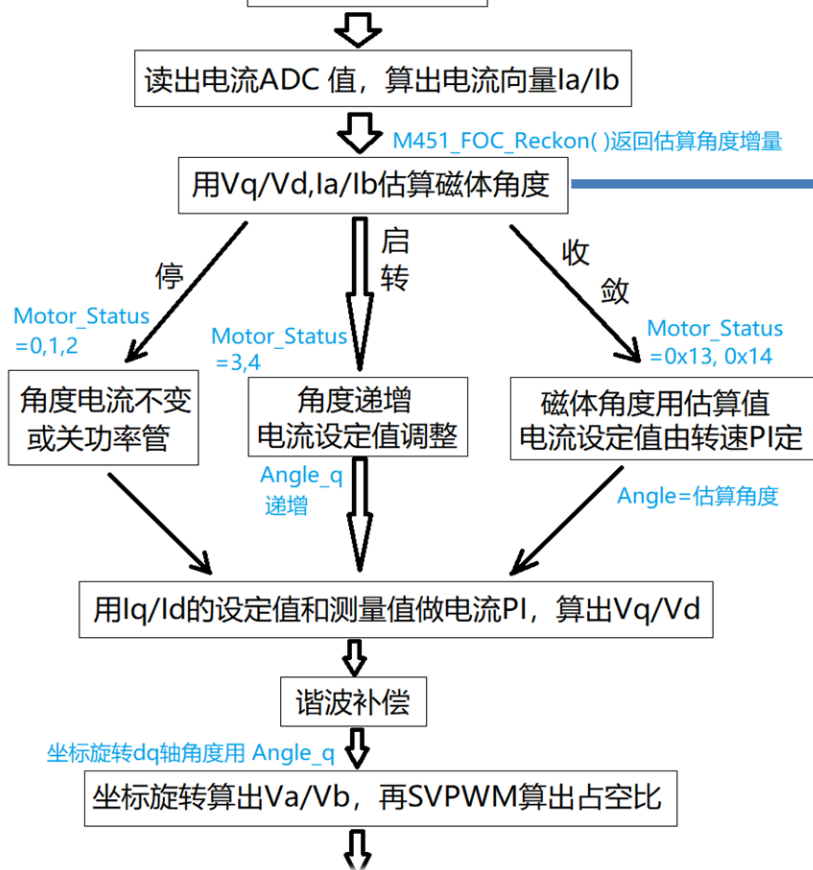 读出电流ADC 值，算出电流向量Ia/Ib
M451_FOC_Reckon( )返回估算角度增量
用Vq/Vd,Ia/Ib估算磁体角度
停
启
转
收
敛
Motor_Status
=0,1,2
Motor_Status
=3,4
Motor_Status
=0x13, 0x14
角度电流不变
或关功率管
角度递增
电流设定值调整
磁体角度用估算值
电流设定值由转速PI定
Angle_q
递增
Angle=估算角度
用Iq/Id的设定值和测量值做电流PI，算出Vq/Vd
谐波补偿
坐标旋转dq轴角度用 Angle_q
坐标旋转算出Va/Vb，再SVPWM算出占空比